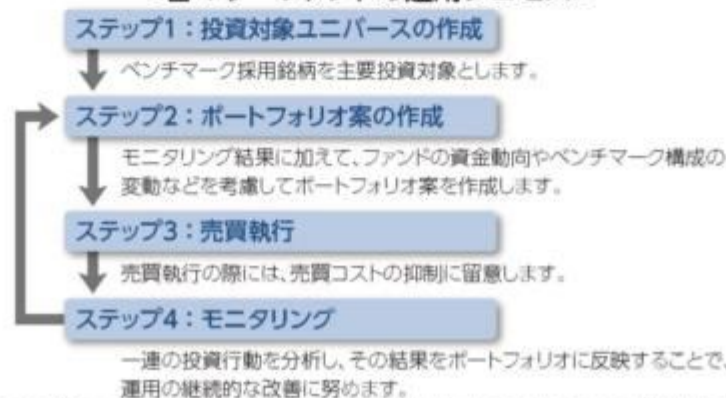 ステップ1：投資対象ユニバースの作成
ベンチマーク採用銘柄を主要投資対象とします。
ステップ2：ポートフォリオ案の作成
モニタリング結果に加えて、ファンドの資金動向やベンチマーク構成の
変動などを考慮してポートフォリオ案を作成します。
ステップ3：売買執行
売買執行の際には、売買コストの抑制に留意します。
ステップ4：モニタリング
一連の投資行動を分析し、その結果をポートフォリオに反映することで、
運用の継続的な改善に努めます。